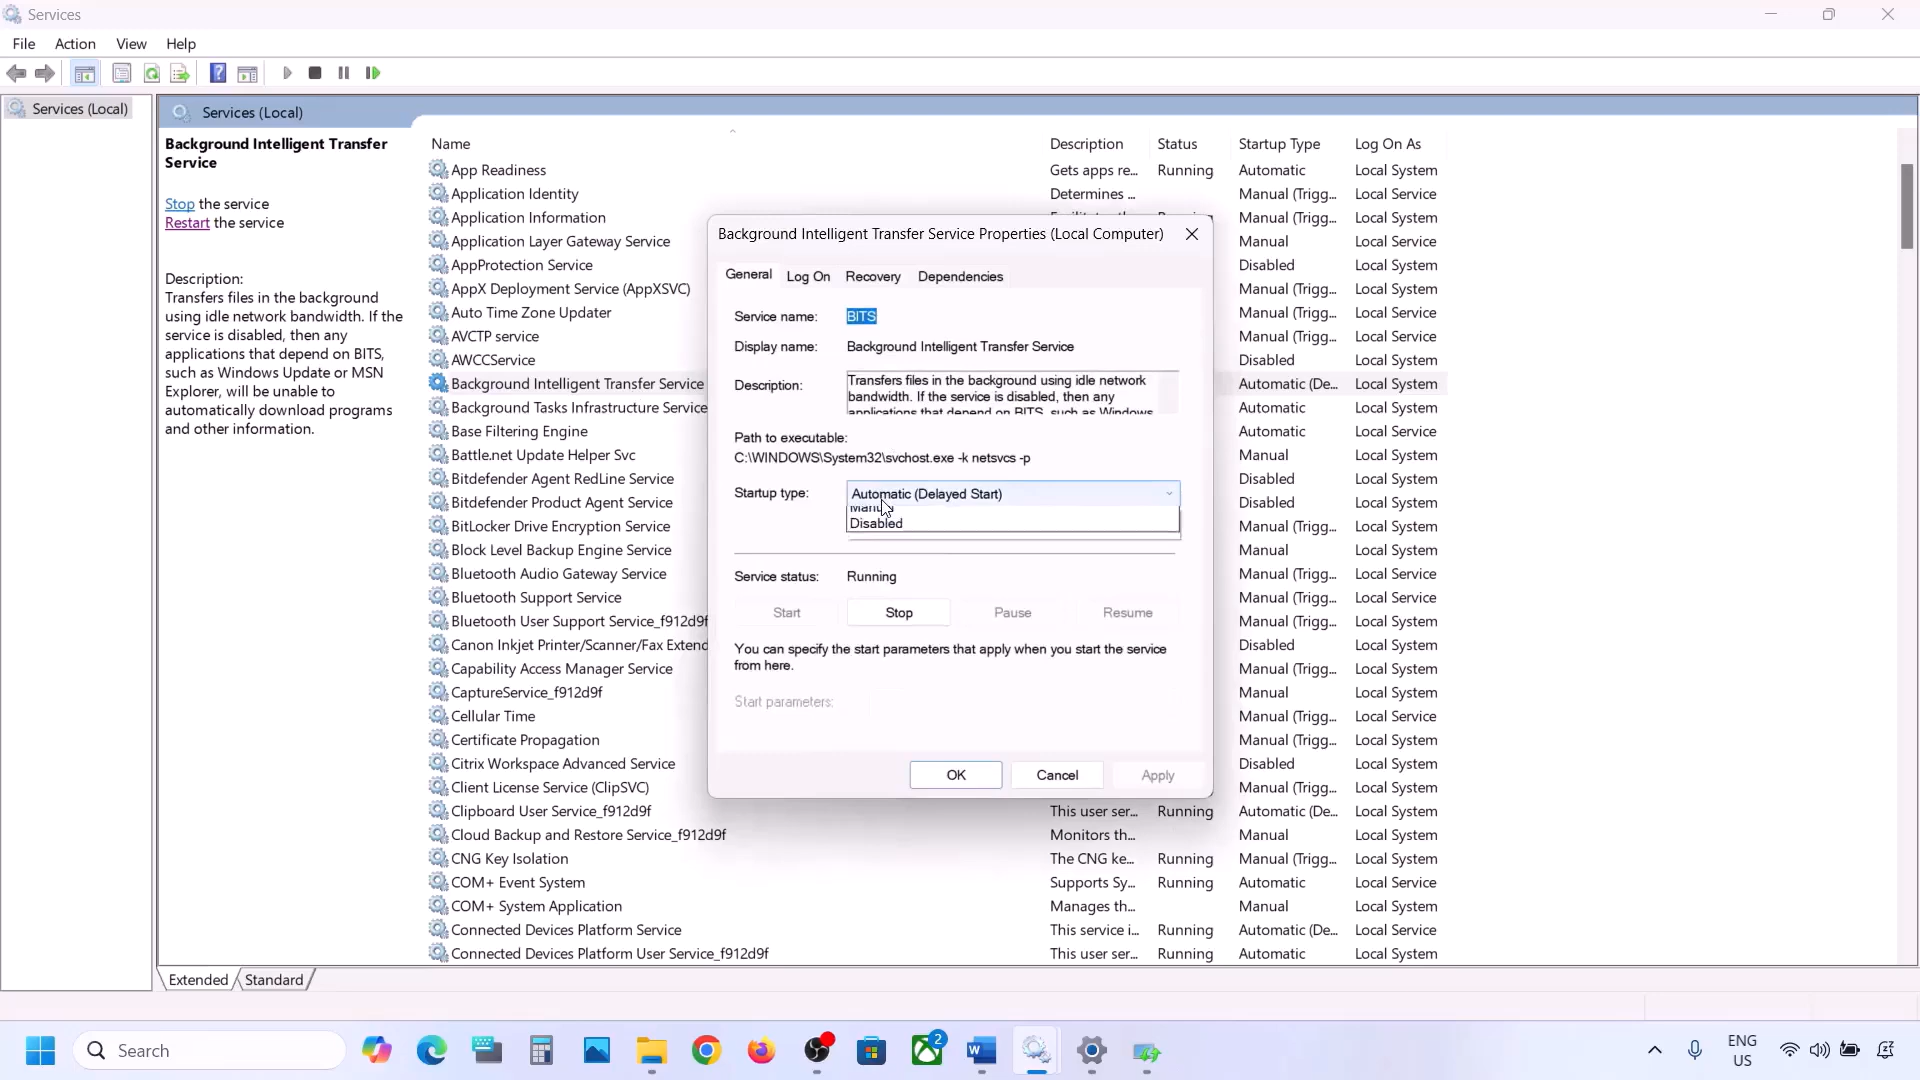 Services
File Action View Help
Services (Local)
Services (Local)
Background Intelligent Transfer
Service
Stop the service
Restart the service
Description:
Transfers files in the background
using idle network bandwidth. If the
service is disabled, then any
applications that depend on BITS,
such as Windows Update or MSN
Explorer, will be unable to
automatically download programs
and other information.
Name Description Status Startup Type Log On As
App Readiness Gets apps re... Running Automatic Local System
Application Identity Determines ... Manual (Trigg... Local Service
Application Information Manual (Trigg... Local System
Application Layer Gateway Service Manual Local Service
AppProtection Service Disabled Local System
AppX Deployment Service (AppXSVC) Manual (Trigg... Local System
Auto Time Zone Updater Manual (Trigg... Local Service
AVCTP service Manual (Trigg... Local Service
AWCCService Disabled Local System
Background Intelligent Transfer Service Automatic (De... Local System
Background Tasks Infrastructure Service Automatic Local System
Base Filtering Engine Automatic Local Service
Battle.net Update Helper Svc Manual Local System
Bitdefender Agent RedLine Service Disabled Local System
Bitdefender Product Agent Service Disabled Local System
BitLocker Drive Encryption Service Manual (Trigg... Local System
Block Level Backup Engine Service Manual Local System
Bluetooth Audio Gateway Service Manual (Trigg... Local Service
Bluetooth Support Service Manual (Trigg... Local Service
Bluetooth User Support Service_f912d9f Manual (Trigg... Local System
Canon Inkjet Printer/Scanner/Fax Extend Disabled Local System
Capability Access Manager Service Manual (Trigg... Local System
CaptureService_f912d9f Manual Local System
Cellular Time Manual (Trigg... Local Service
Certificate Propagation Manual (Trigg... Local System
Citrix Workspace Advanced Service Disabled Local System
Client License Service (ClipSVC) Manual (Trigg... Local System
Clipboard User Service_f912d9f This user ser... Running Automatic (De... Local System
Cloud Backup and Restore Service_f912d9f Monitors th... Manual Local System
CNG Key Isolation The CNG ke... Running Manual (Trigg... Local System
COM+ Event System Supports Sy... Running Automatic Local Service
COM+ System Application Manages th... Manual Local System
Connected Devices Platform Service This service i... Running Automatic (De... Local Service
Connected Devices Platform User Service_f912d9f This user ser... Running Automatic Local System
Background Intelligent Transfer Service Properties (Local Computer)
General Log On Recovery Dependencies
Service name: BITS
Display name: Background Intelligent Transfer Service
Description: Transfers files in the background using idle network
bandwidth. If the service is disabled, then any
applications that depend on BITS, such as Windows
Path to executable:
C:\WINDOWS\System32\svchost.exe -k netsvcs -p
Startup type: Automatic (Delayed Start)
Disabled
Service status: Running
Start Stop Pause Resume
You can specify the start parameters that apply when you start the service
from here.
Start parameters:
OK Cancel Apply
Extended Standard
Search
2
ENG
US